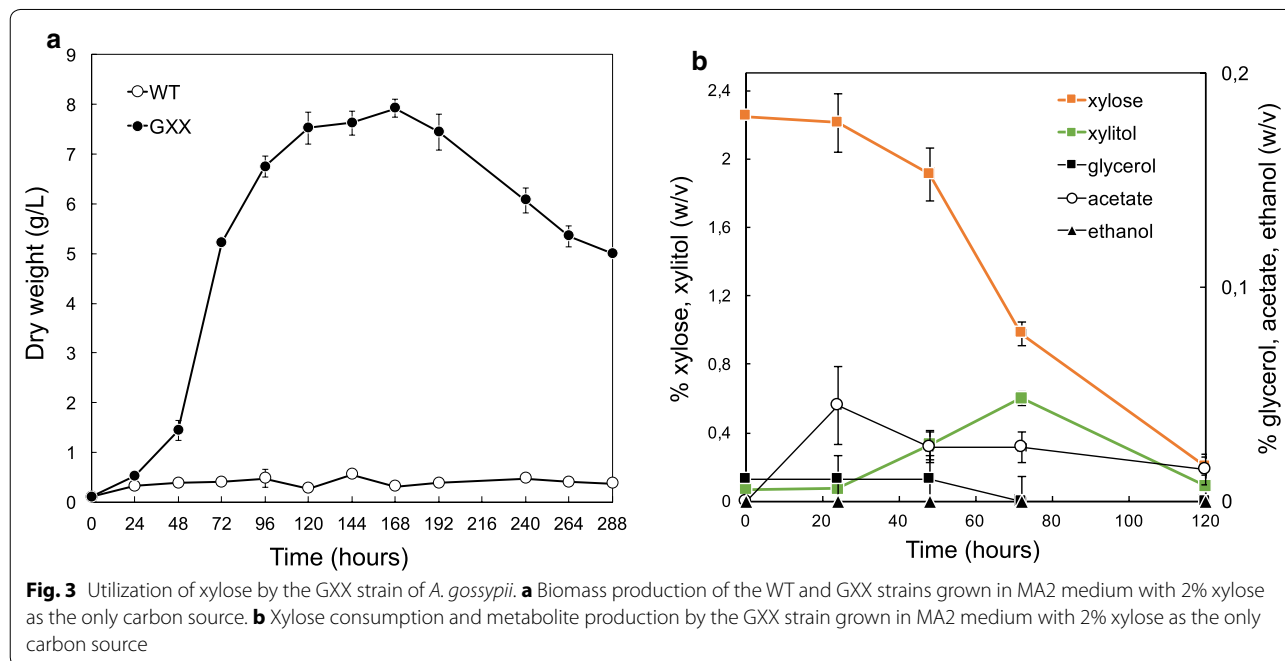 a
9
8
7
6
5
4
3
2
1
0
Dry weight (g/L)
WT
GXX
0 24 48 72 96 120 144 168 192 216 240 264 288
Time (hours)
b
2,4
2
1,6
1,2
0,8
0,4
0
% xylose, xylitol (w/v)
xylose
xylitol
glycerol
acetate
ethanol
0,2
0,1
0
% glycerol, acetate, ethanol (w/v)
0 20 40 60 80 100 120
Time (hours)
Fig. 3 Utilization of xylose by the GXX strain of A. gossypii. a Biomass production of the WT and GXX strains grown in MA2 medium with 2% xylose
as the only carbon source. b Xylose consumption and metabolite production by the GXX strain grown in MA2 medium with 2% xylose as the only
carbon source